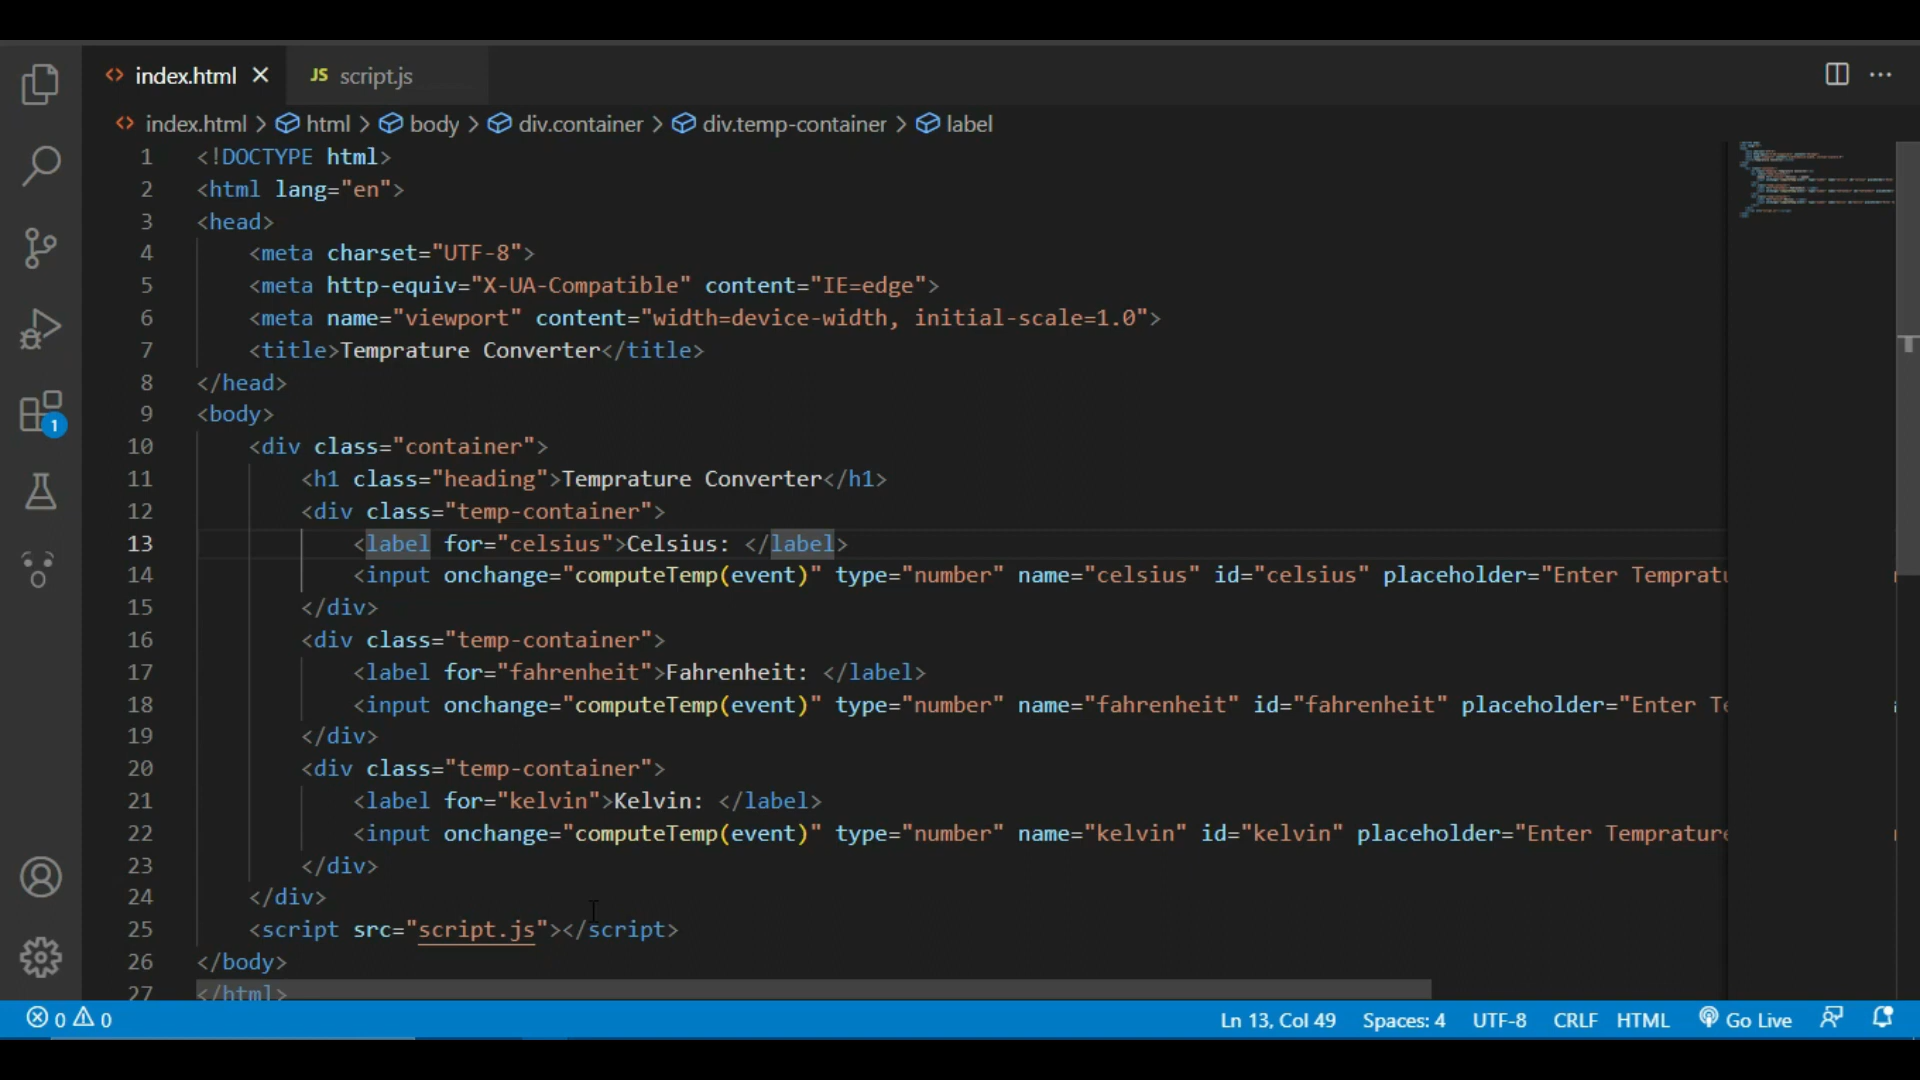 index.html
JS script.js
index.html > html > body > div.container > div.temp-container > label
1 <!DOCTYPE html>
2 <html lang="en">
3 <head>
4 <meta charset="UTF-8">
5 <meta http-equiv="X-UA-Compatible" content="IE=edge">
6 <meta name="viewport" content="width=device-width, initial-scale=1.0">
7 <title>Temprature Converter</title>
8 </head>
9 <body>
10 <div class="container">
11 <h1 class="heading">Temprature Converter</h1>
12 <div class="temp-container">
13 <label for="celsius">Celsius: </label>
14 <input onchange="computeTemp(event)" type="number" name="celsius" id="celsius" placeholder="Enter Tempratu
15 </div>
16 <div class="temp-container">
17 <label for="fahrenheit">Fahrenheit: </label>
18 <input onchange="computeTemp(event)" type="number" name="fahrenheit" id="fahrenheit" placeholder="Enter Te
19 </div>
20 <div class="temp-container">
21 <label for="kelvin">Kelvin: </label>
22 <input onchange="computeTemp(event)" type="number" name="kelvin" id="kelvin" placeholder="Enter Temprature
23 </div>
24 </div>
25 <script src="script.js"></script>
26 </body>
27 </html>
1
0 0
Ln 13, Col 49 Spaces: 4 UTF-8 CRLF HTML Go Live